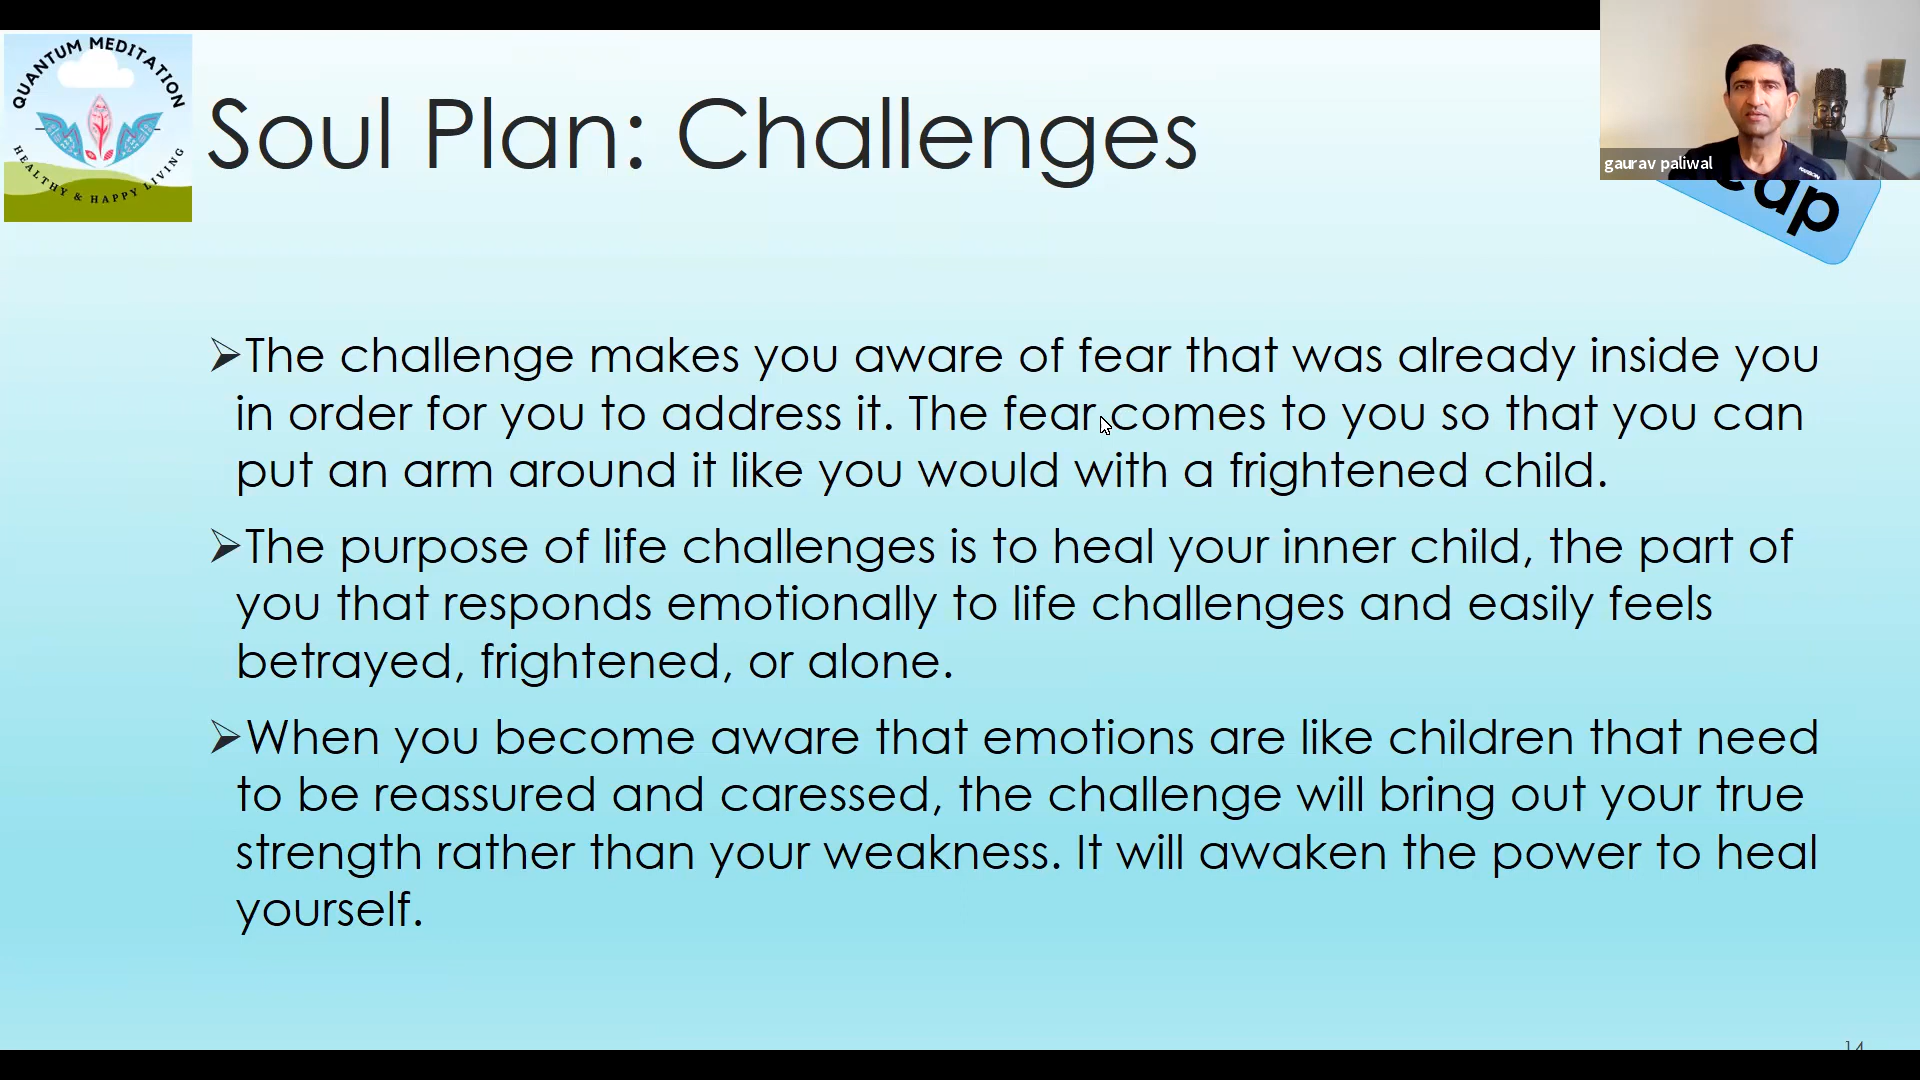 QUANTUM MEDITATION
HEALTHY & HAPPY LIVING
Soul Plan: Challenges
gaurav paliwal
➢The challenge makes you aware of fear that was already inside you
in order for you to address it. The fear comes to you so that you can
put an arm around it like you would with a frightened child.
➢The purpose of life challenges is to heal your inner child, the part of
you that responds emotionally to life challenges and easily feels
betrayed, frightened, or alone.
➢When you become aware that emotions are like children that need
to be reassured and caressed, the challenge will bring out your true
strength rather than your weakness. It will awaken the power to heal
yourself.
14